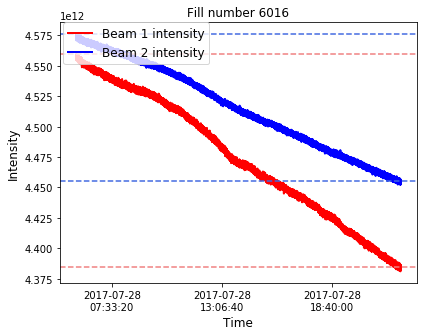 Fill number 6016
1e12
Beam 1 intensity
Beam 2 intensity
4.575
4.550
4.525
4.500
4.475
4.450
4.425
4.400
4.375
Intensity
2017-07-28
07:33:20
2017-07-28
13:06:40
2017-07-28
18:40:00
Time